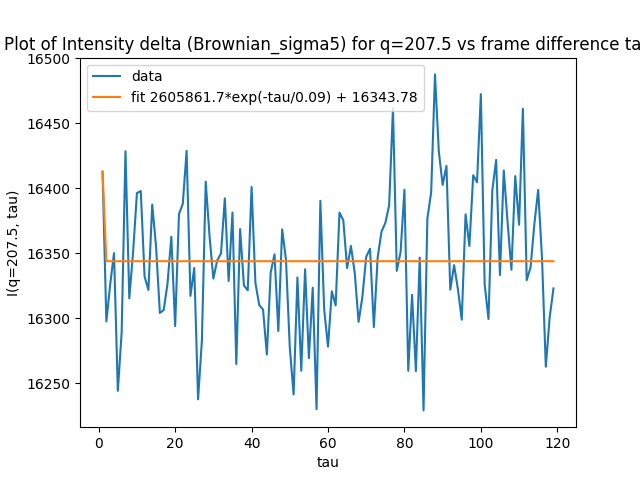 Plot of Intensity delta (Brownian_sigma5) for q=207.5 vs frame difference ta
16500
16450
16400
16350
16300
16250
I(q=207.5, tau)
data
fit 2605861.7*exp(-tau/0.09) + 16343.78
0 20 40 60 80 100 120
tau